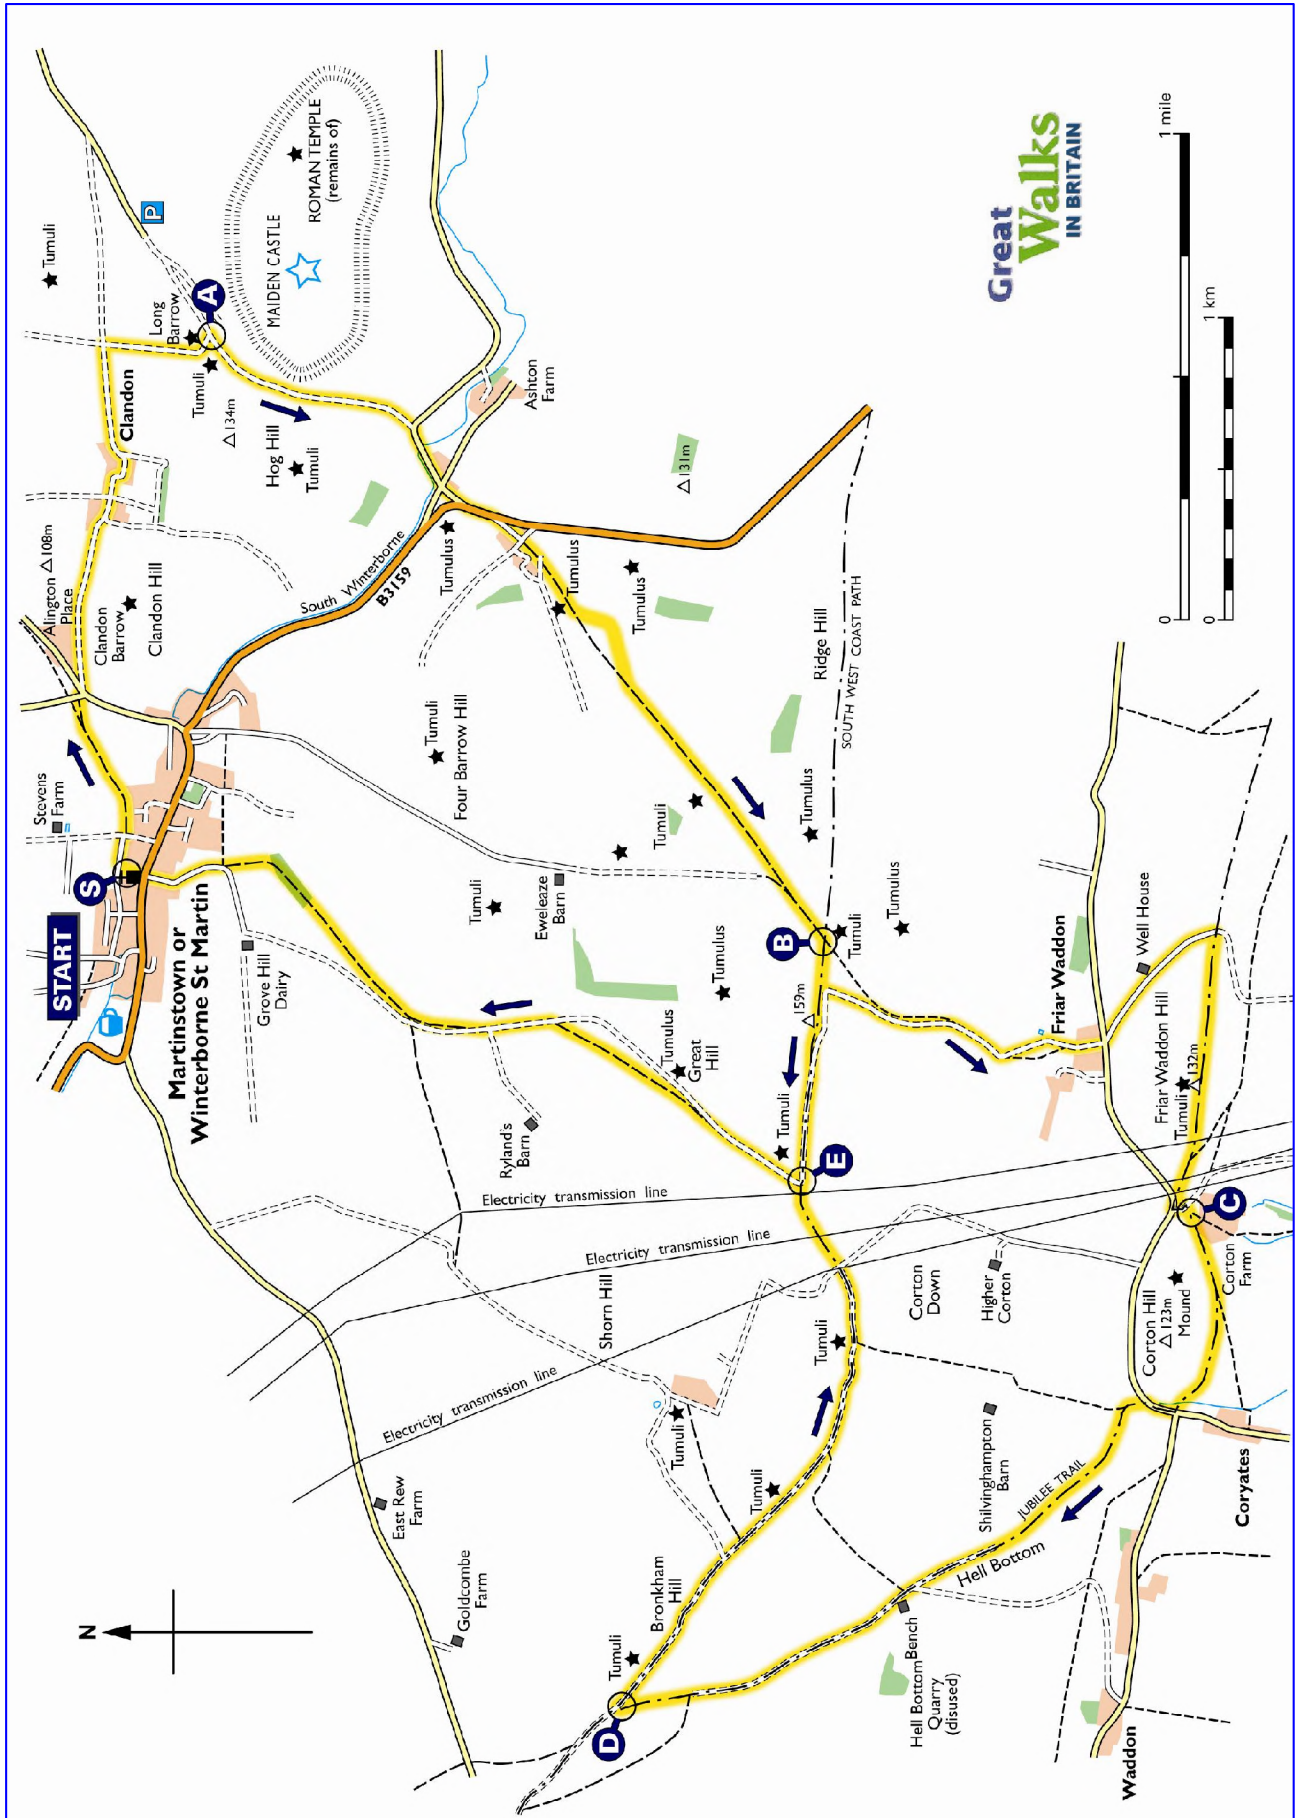 START
S
Stevens
Farm
Alington
Place
108m
Tumuli
Clandon
Barrow
Clandon Hill
Clandon
Long
Barrow
P
A
Tumuli
134m
Hog Hill
Tumuli
MAIDEN CASTLE
ROMAN TEMPLE
(remains of)
N
Martinstown or
Winterborne St Martin
Grove Hill
Dairy
South Winterborne
B3159
Tumulus
Ashton
Farm
East Rew
Farm
Goldcombe
Farm
Four Barrow Hill
Tumuli
Tumuli
Eweleaze
Barn
Ryland's
Barn
Electricity transmission line
Electricity transmission line
Electricity transmission line
Shorn Hill
Tumulus
Tumulus
131m
Tumuli
Tumulus
Great
Hill
Tumulus
Ridge Hill
Tumulus
SOUTH WEST COAST PATH
D
Tumuli
Bronkham
Hill
Tumuli
Tumuli
Tumuli
Tumuli
E
B
159m
Tumuli
Tumulus
Corton
Down
Higher
Corton
Hell Bottom
Quarry
(disused)
Bench
Hell Bottom
JUBILEE TRAIL
Shilvinghampton
Barn
Friar Waddon
Well House
Friar Waddon Hill
Tumuli
132m
Corton Hill
123m
Mound
C
Corton
Farm
Waddon
Coryates
Great
Walks
IN BRITAIN
0
1 mile
0
1 km